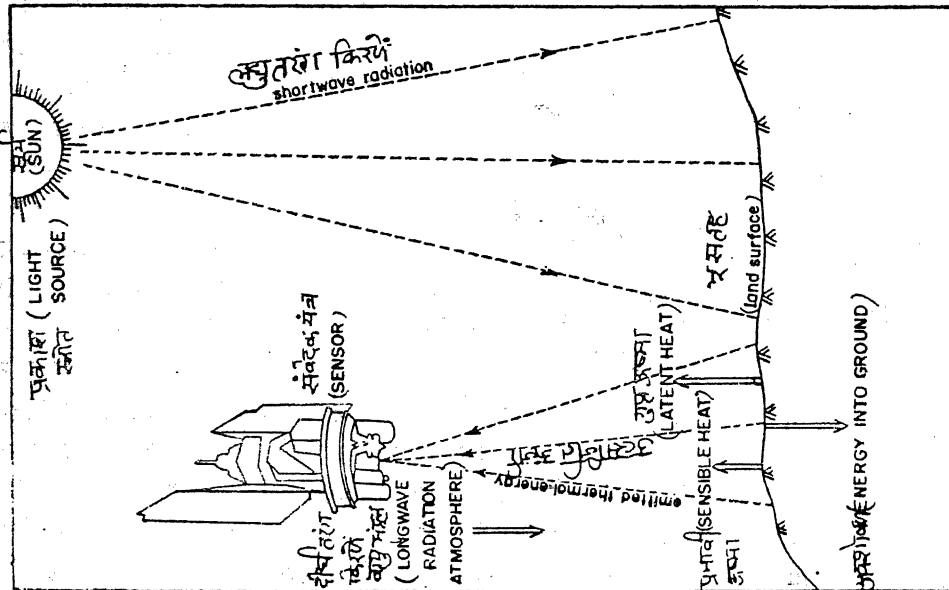 सूर्य
(SUN)
प्रकाश (LIGHT
स्त्रोत SOURCE)
लघु तरंग किरणें
shortwave radiation
संवेदक यंत्र
(SENSOR)
दीर्घ तरंग
किरणें
वायु मंडल
(LONGWAVE
RADIATION
ATMOSPHERE)
उत्सर्जित ऊर्जा
emitted thermal energy
गुप्त ऊष्मा
(LATENT HEAT)
प्रभावी (SENSIBLE HEAT)
ऊष्मा
भू सतह
(land surface)
(ENERGY INTO GROUND)